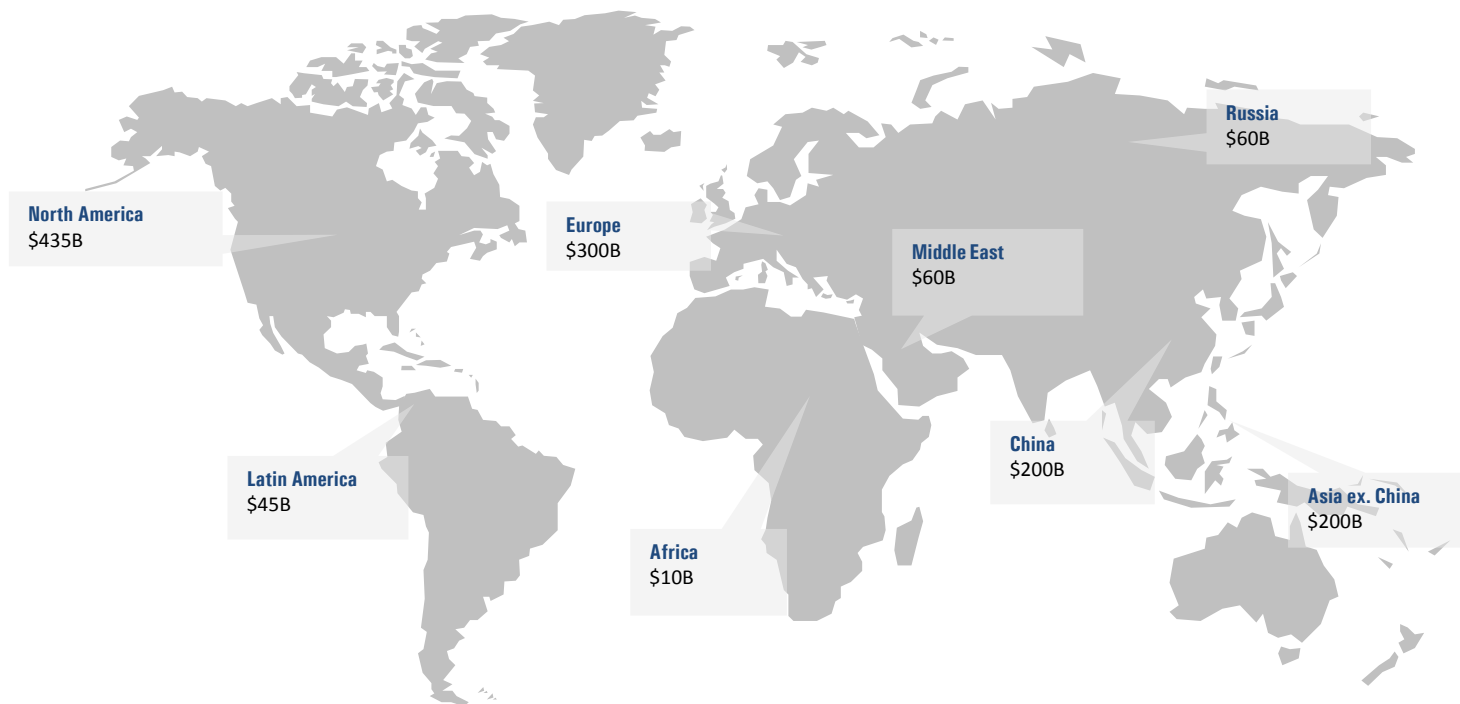 Russia
$60B
North America
$435B
Europe
$300B
Middle East
$60B
China
$200B
Latin America
$45B
Asia ex. China
$200B
Africa
$10B